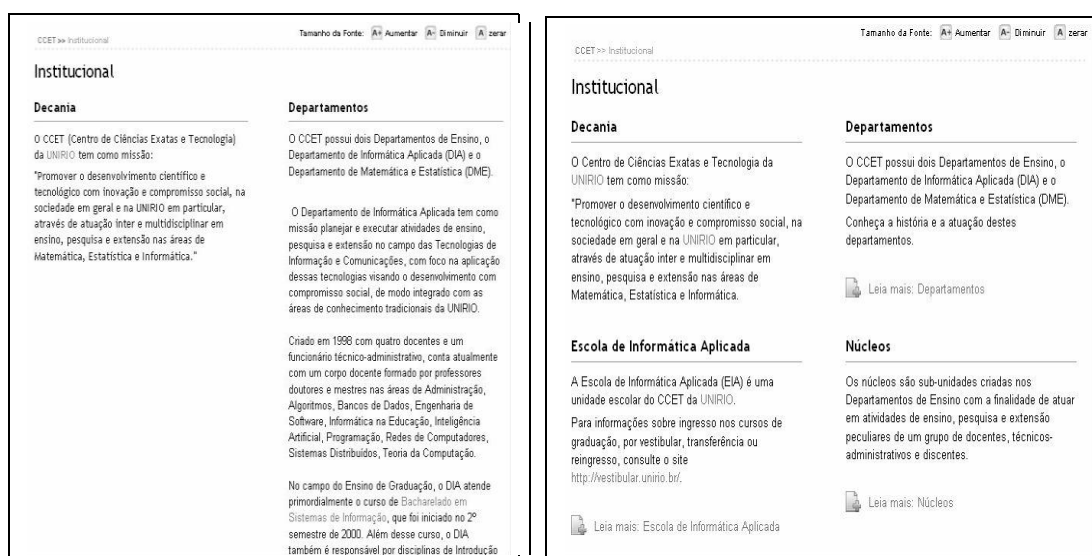 CCET >> Institucional
Tamanho da Fonte: A+ Aumentar A- Diminuir A zerar
Institucional
Decania
O CCET (Centro de Ciências Exatas e Tecnologia)
da UNIRIO tem como missão:
"Promover o desenvolvimento científico e
tecnológico com inovação e compromisso social, na
sociedade em geral e na UNIRIO em particular,
através de atuação inter e multidisciplinar em
ensino, pesquisa e extensão nas áreas de
Matemática, Estatística e Informática."
Departamentos
O CCET possui dois Departamentos de Ensino, o
Departamento de Informática Aplicada (DIA) e o
Departamento de Matemática e Estatística (DME).
O Departamento de Informática Aplicada tem como
missão planejar e executar atividades de ensino,
pesquisa e extensão no campo das Tecnologias de
Informação e Comunicações, com foco na aplicação
dessas tecnologias visando o desenvolvimento com
compromisso social, de modo integrado com as
áreas de conhecimento tradicionais da UNIRIO.
Criado em 1998 com quatro docentes e um
funcionário técnico-administrativo, conta atualmente
com um corpo docente formado por professores
doutores e mestres nas áreas de Administração,
Algoritmos, Bancos de Dados, Engenharia de
Software, Informática na Educação, Inteligência
Artificial, Programação, Redes de Computadores,
Sistemas Distribuídos, Teoria da Computação.
No campo do Ensino de Graduação, o DIA atende
primordialmente o curso de Bacharelado em
Sistemas de Informação, que foi iniciado no 2º
semestre de 2000. Além desse curso, o DIA
também é responsável por disciplinas de Introdução
CCET >> Institucional
Tamanho da Fonte: A+ Aumentar A- Diminuir A zerar
Institucional
Decania
O Centro de Ciências Exatas e Tecnologia da
UNIRIO tem como missão:
"Promover o desenvolvimento científico e
tecnológico com inovação e compromisso social, na
sociedade em geral e na UNIRIO em particular,
através de atuação inter e multidisciplinar em
ensino, pesquisa e extensão nas áreas de
Matemática, Estatística e Informática.
Departamentos
O CCET possui dois Departamentos de Ensino, o
Departamento de Informática Aplicada (DIA) e o
Departamento de Matemática e Estatística (DME).
Conheça a história e a atuação destes
departamentos.
Leia mais: Departamentos
Escola de Informática Aplicada
A Escola de Informática Aplicada (EIA) é uma
unidade escolar do CCET da UNIRIO.
Para informações sobre ingresso nos cursos de
graduação, por vestibular, transferência ou
reingresso, consulte o site
http://vestibular.unirio.br/.
Leia mais: Escola de Informática Aplicada
Núcleos
Os núcleos são sub-unidades criadas nos
Departamentos de Ensino com a finalidade de atuar
em atividades de ensino, pesquisa e extensão
peculiares de um grupo de docentes, técnicos-
administrativos e discentes.
Leia mais: Núcleos